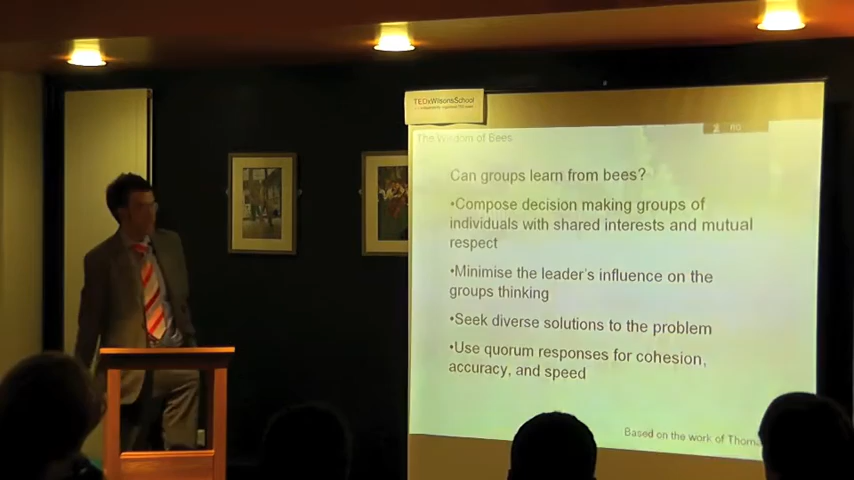 TEDxWilsonsSchool
The Wisdom of Bees
Can groups learn from bees?
•Compose decision making groups of
individuals with shared interests and mutual
respect
•Minimise the leader's influence on the
groups thinking
•Seek diverse solutions to the problem
•Use quorum responses for cohesion,
accuracy, and speed
Based on the work of Thom